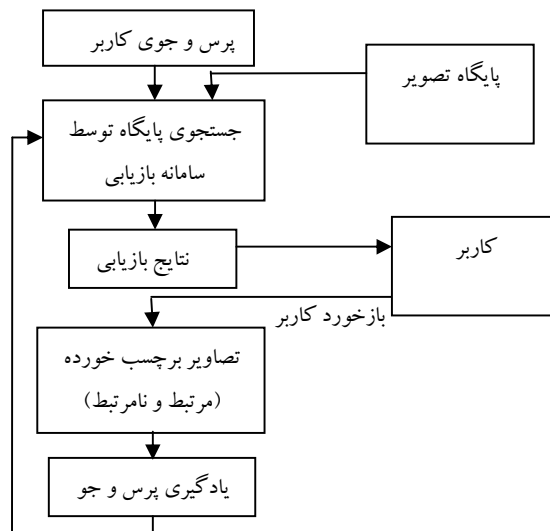 پرس و جوی کاربر
پایگاه تصویر
جستجوی پایگاه توسط
سامانه بازیابی
نتایج بازیابی
کاربر
بازخورد کاربر
تصاویر برچسب خورده
(مرتبط و نامرتبط)
یادگیری پرس و جو